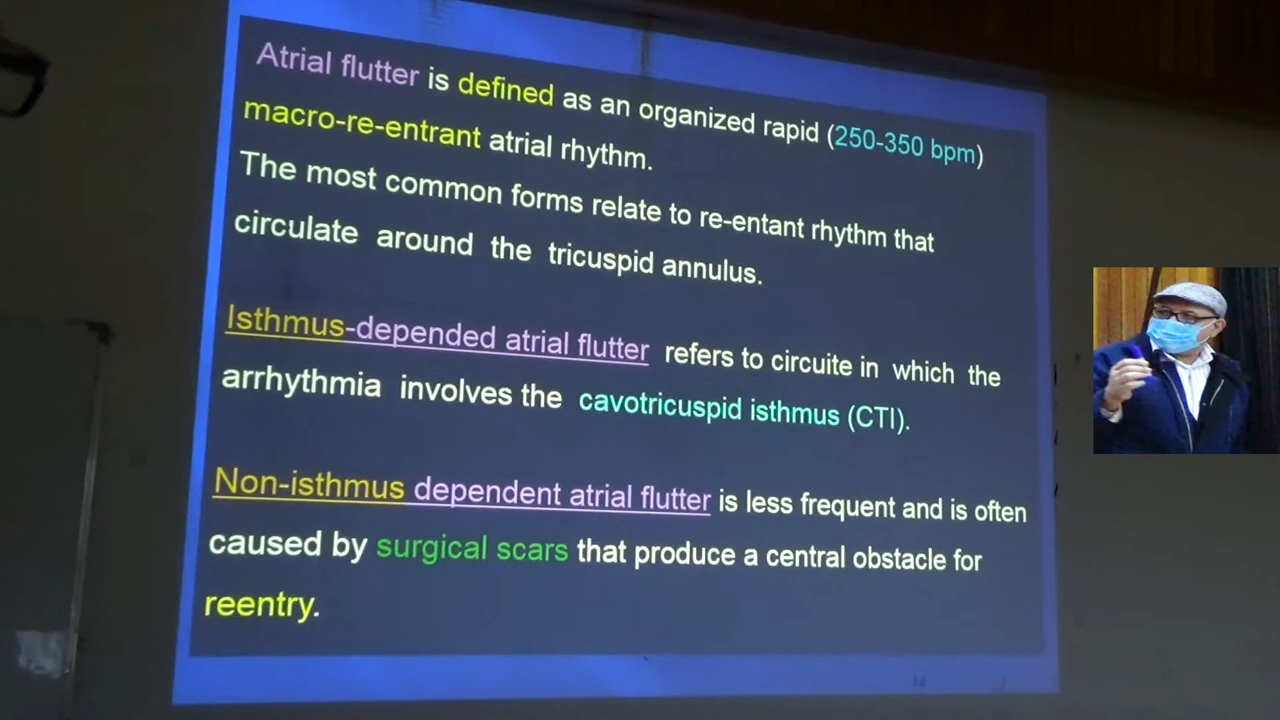 Atrial flutter is defined as an organized rapid (250-350 bpm)
macro-re-entrant atrial rhythm.
The most common forms relate to re-entant rhythm that
circulate around the tricuspid annulus.
Isthmus-depended atrial flutter refers to circuite in which the
arrhythmia involves the cavotricuspid isthmus (CTI).
Non-isthmus dependent atrial flutter is less frequent and is often
caused by surgical scars that produce a central obstacle for
reentry.